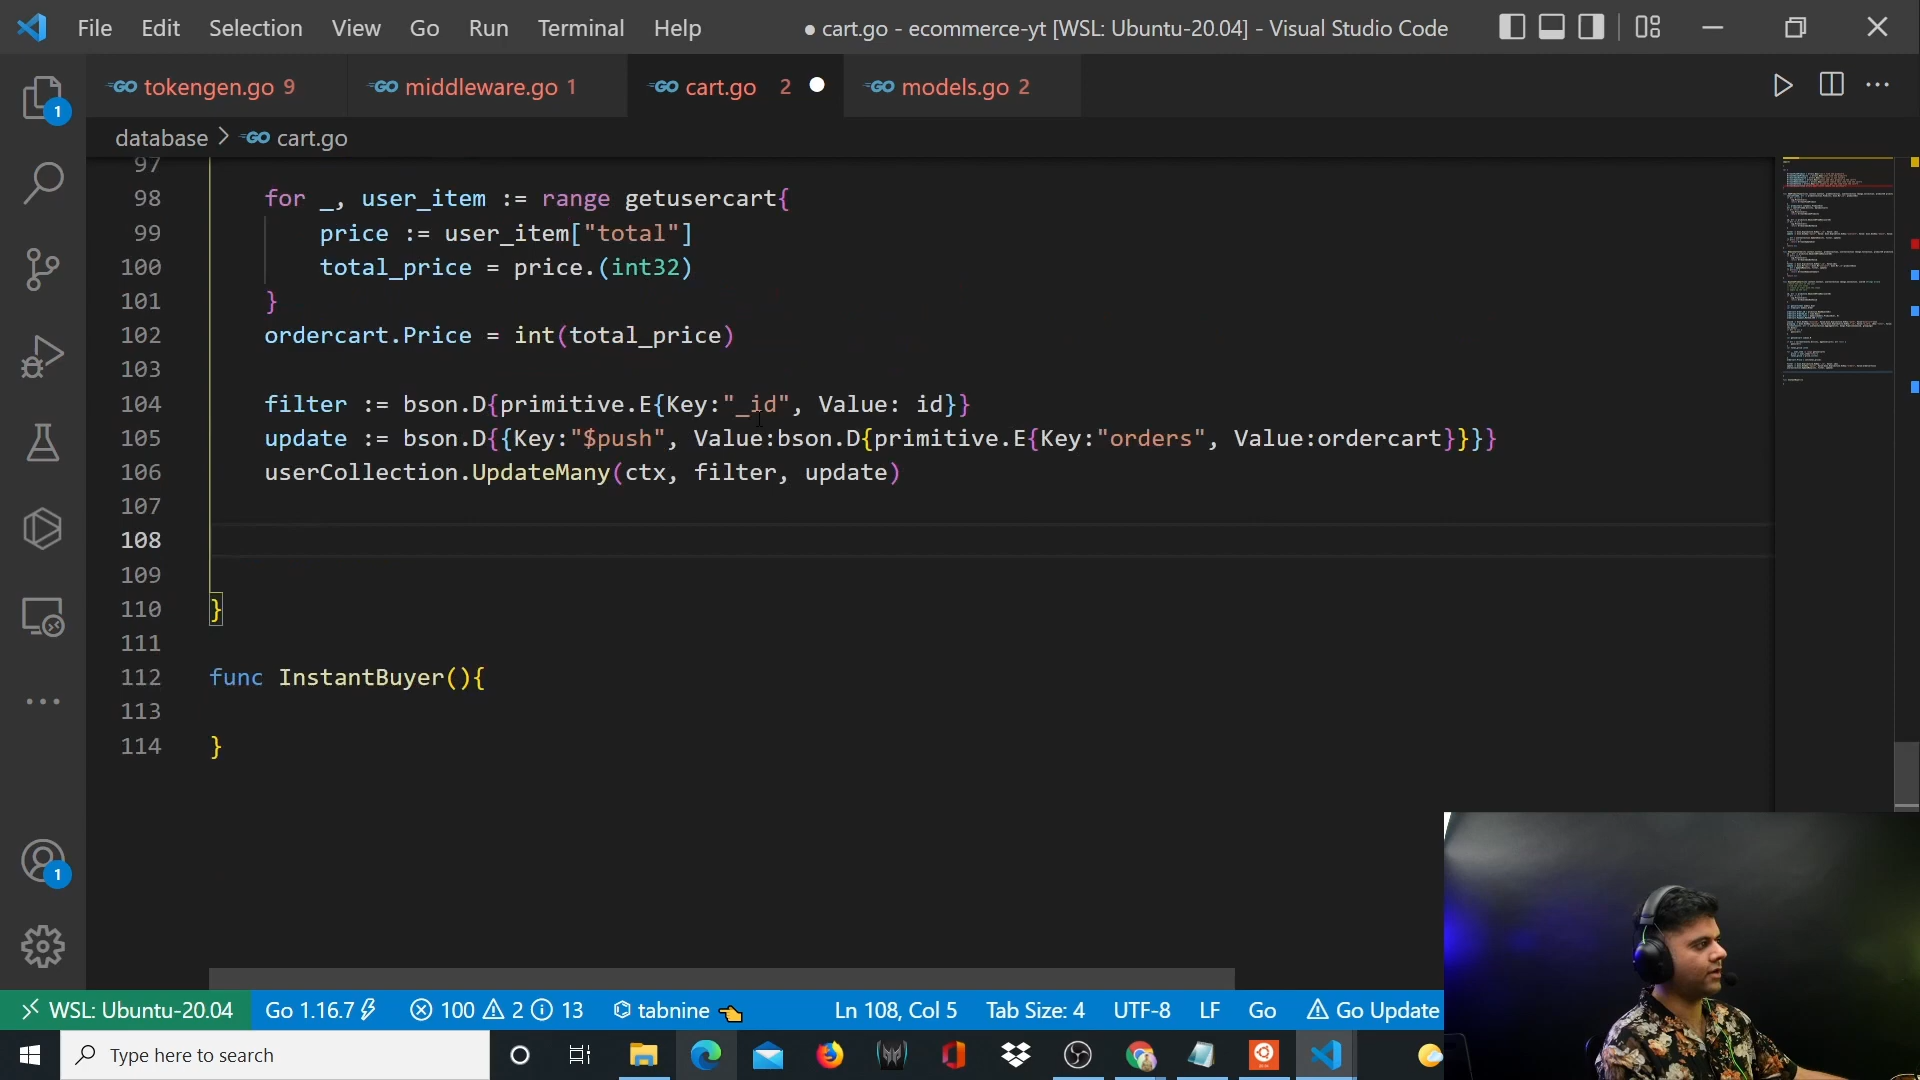 File Edit Selection View Go Run Terminal Help
● cart.go - ecommerce-yt [WSL: Ubuntu-20.04] - Visual Studio Code
tokengen.go 9
middleware.go 1
cart.go 2
models.go 2
database > cart.go
97
98 for _, user_item := range getusercart{
99 price := user_item["total"]
100 total_price = price.(int32)
101 }
102 ordercart.Price = int(total_price)
103
104 filter := bson.D{primitive.E{Key:"_id", Value: id}}
105 update := bson.D{{Key:"$push", Value:bson.D{primitive.E{Key:"orders", Value:ordercart}}}}
106 userCollection.UpdateMany(ctx, filter, update)
107
108
109
110 }
111
112 func InstantBuyer(){
113
114 }
1
1
WSL: Ubuntu-20.04 Go 1.16.7 100 2 13 tabnine Ln 108, Col 5 Tab Size: 4 UTF-8 LF Go Go Update
Type here to search